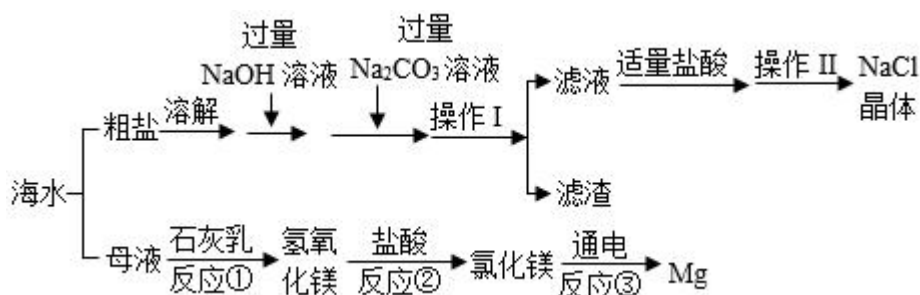 过量
NaOH 溶液
过量
Na₂CO₃ 溶液
海水
粗盐
溶解
操作 I
滤液
适量盐酸
操作 II
NaCl
晶体
滤渣
母液
石灰乳
反应①
氢氧
化镁
盐酸
反应②
氯化镁
通电
反应③
Mg